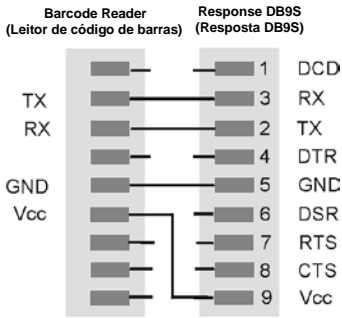 Barcode Reader
(Leitor de código de barras)
Response DB9S
(Resposta DB9S)
1 DCD
TX 3 RX
RX 2 TX
4 DTR
GND 5 GND
Vcc 6 DSR
7 RTS
8 CTS
9 Vcc